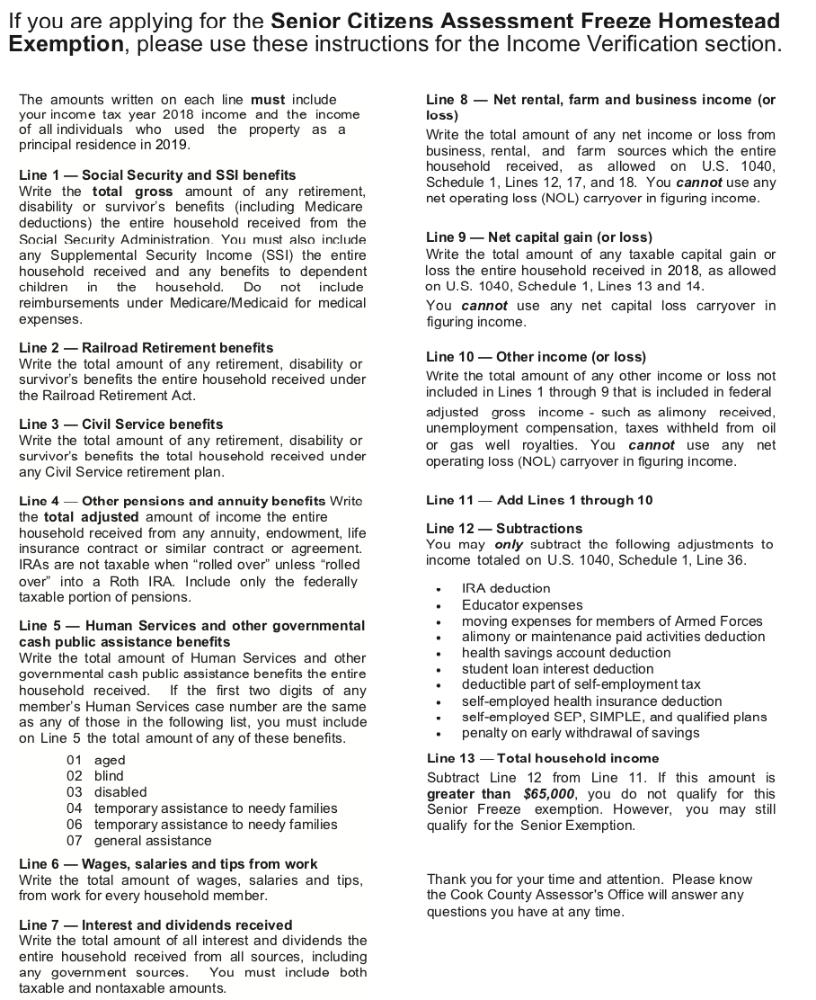 If you are applying for the Senior Citizens Assessment Freeze Homestead
Exemption, please use these instructions for the Income Verification section.
The amounts written on each line must include
your income tax year 2018 income and the income
of all individuals who used the property as a
principal residence in 2019.
Line 1 — Social Security and SSI benefits
Write the total gross amount of any retirement,
disability or survivor's benefits (including Medicare
deductions) the entire household received from the
Social Security Administration. You must also include
any Supplemental Security Income (SSI) the entire
household received and any benefits to dependent
children in the household. Do not include
reimbursements under Medicare/Medicaid for medical
expenses.
Line 2 — Railroad Retirement benefits
Write the total amount of any retirement, disability or
survivor's benefits the entire household received under
the Railroad Retirement Act.
Line 3 — Civil Service benefits
Write the total amount of any retirement, disability or
survivor's benefits the total household received under
any Civil Service retirement plan.
Line 4 — Other pensions and annuity benefits Write
the total adjusted amount of income the entire
household received from any annuity, endowment, life
insurance contract or similar contract or agreement.
IRAs are not taxable when "rolled over" unless "rolled
over" into a Roth IRA. Include only the federally
taxable portion of pensions.
Line 5 — Human Services and other governmental
cash public assistance benefits
Write the total amount of Human Services and other
governmental cash public assistance benefits the entire
household received. If the first two digits of any
member's Human Services case number are the same
as any of those in the following list, you must include
on Line 5 the total amount of any of these benefits.
01 aged
02 blind
03 disabled
04 temporary assistance to needy families
06 temporary assistance to needy families
07 general assistance
Line 6 — Wages, salaries and tips from work
Write the total amount of wages, salaries and tips,
from work for every household member.
Line 7 — Interest and dividends received
Write the total amount of all interest and dividends the
entire household received from all sources, including
any government sources. You must include both
taxable and nontaxable amounts.
Line 8 — Net rental, farm and business income (or
loss)
Write the total amount of any net income or loss from
business, rental, and farm sources which the entire
household received, as allowed on U.S. 1040,
Schedule 1, Lines 12, 17, and 18. You cannot use any
net operating loss (NOL) carryover in figuring income.
Line 9 — Net capital gain (or loss)
Write the total amount of any taxable capital gain or
loss the entire household received in 2018, as allowed
on U.S. 1040, Schedule 1, Lines 13 and 14.
You cannot use any net capital loss carryover in
figuring income.
Line 10 — Other income (or loss)
Write the total amount of any other income or loss not
included in Lines 1 through 9 that is included in federal
adjusted gross income - such as alimony received,
unemployment compensation, taxes withheld from oil
or gas well royalties. You cannot use any net
operating loss (NOL) carryover in figuring income.
Line 11 — Add Lines 1 through 10
Line 12 — Subtractions
You may only subtract the following adjustments to
income totaled on U.S. 1040, Schedule 1, Line 36.
• IRA deduction
• Educator expenses
• moving expenses for members of Armed Forces
• alimony or maintenance paid activities deduction
• health savings account deduction
• student loan interest deduction
• deductible part of self-employment tax
• self-employed health insurance deduction
• self-employed SEP, SIMPLE, and qualified plans
• penalty on early withdrawal of savings
Line 13 — Total household income
Subtract Line 12 from Line 11. If this amount is
greater than $65,000, you do not qualify for this
Senior Freeze exemption. However, you may still
qualify for the Senior Exemption.
Thank you for your time and attention. Please know
the Cook County Assessor's Office will answer any
questions you have at any time.